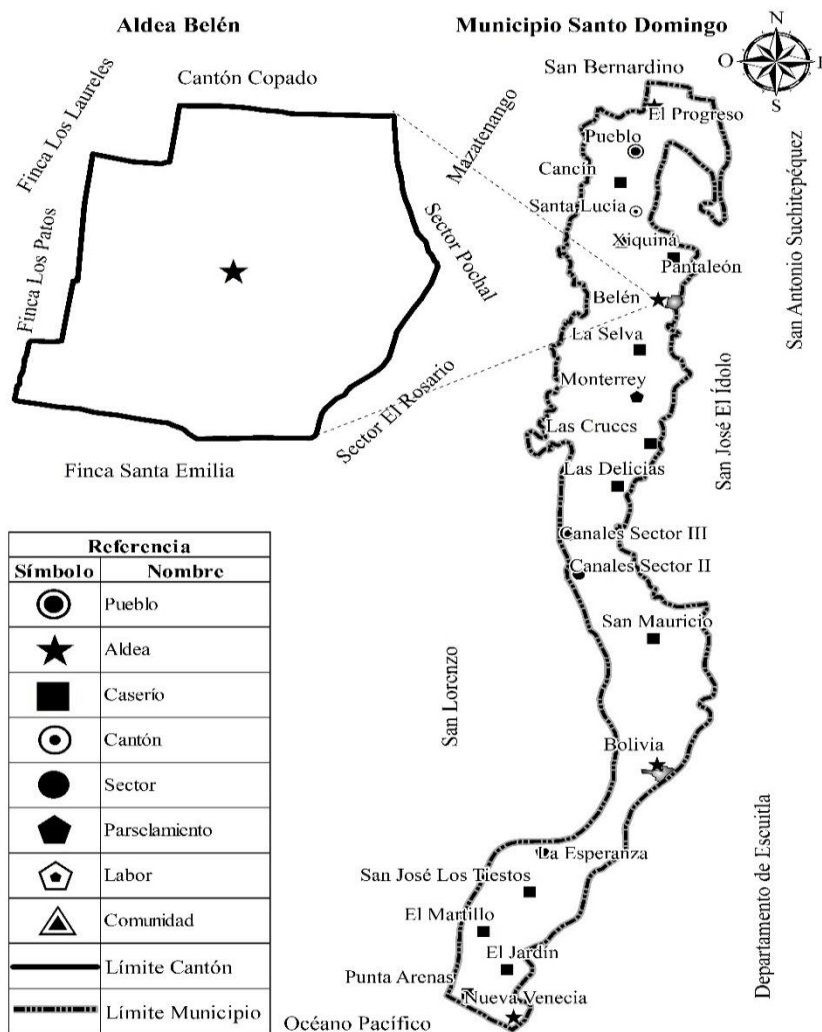 Aldea Belén
Municipio Santo Domingo
Cantón Copado
Finca Los Laureles
Finca Los Patos
Mazatenango
Sector Pochal
Sector El Rosario
Finca Santa Emilia
N
O
E
S
San Bernardino
El Progreso
Pueblo
Cancín
Santa Lucia
Xiquiná
Pantaleón
Belén
La Selva
Monterrey
Las Cruces
Las Delicias
Canales Sector III
Canales Sector II
San Mauricio
Bolivia
La Esperanza
San José Los Tiestos
El Martillo
El Jardín
Punta Arenas
Nueva Venecia
Océano Pacífico
San Antonio Suchitepéquez
San José El Ídolo
San Lorenzo
Departamento de Escuitla
Referencia
Símbolo Nombre
Pueblo
Aldea
Caserío
Cantón
Sector
Parselamiento
Labor
Comunidad
Límite Cantón
Límite Municipio